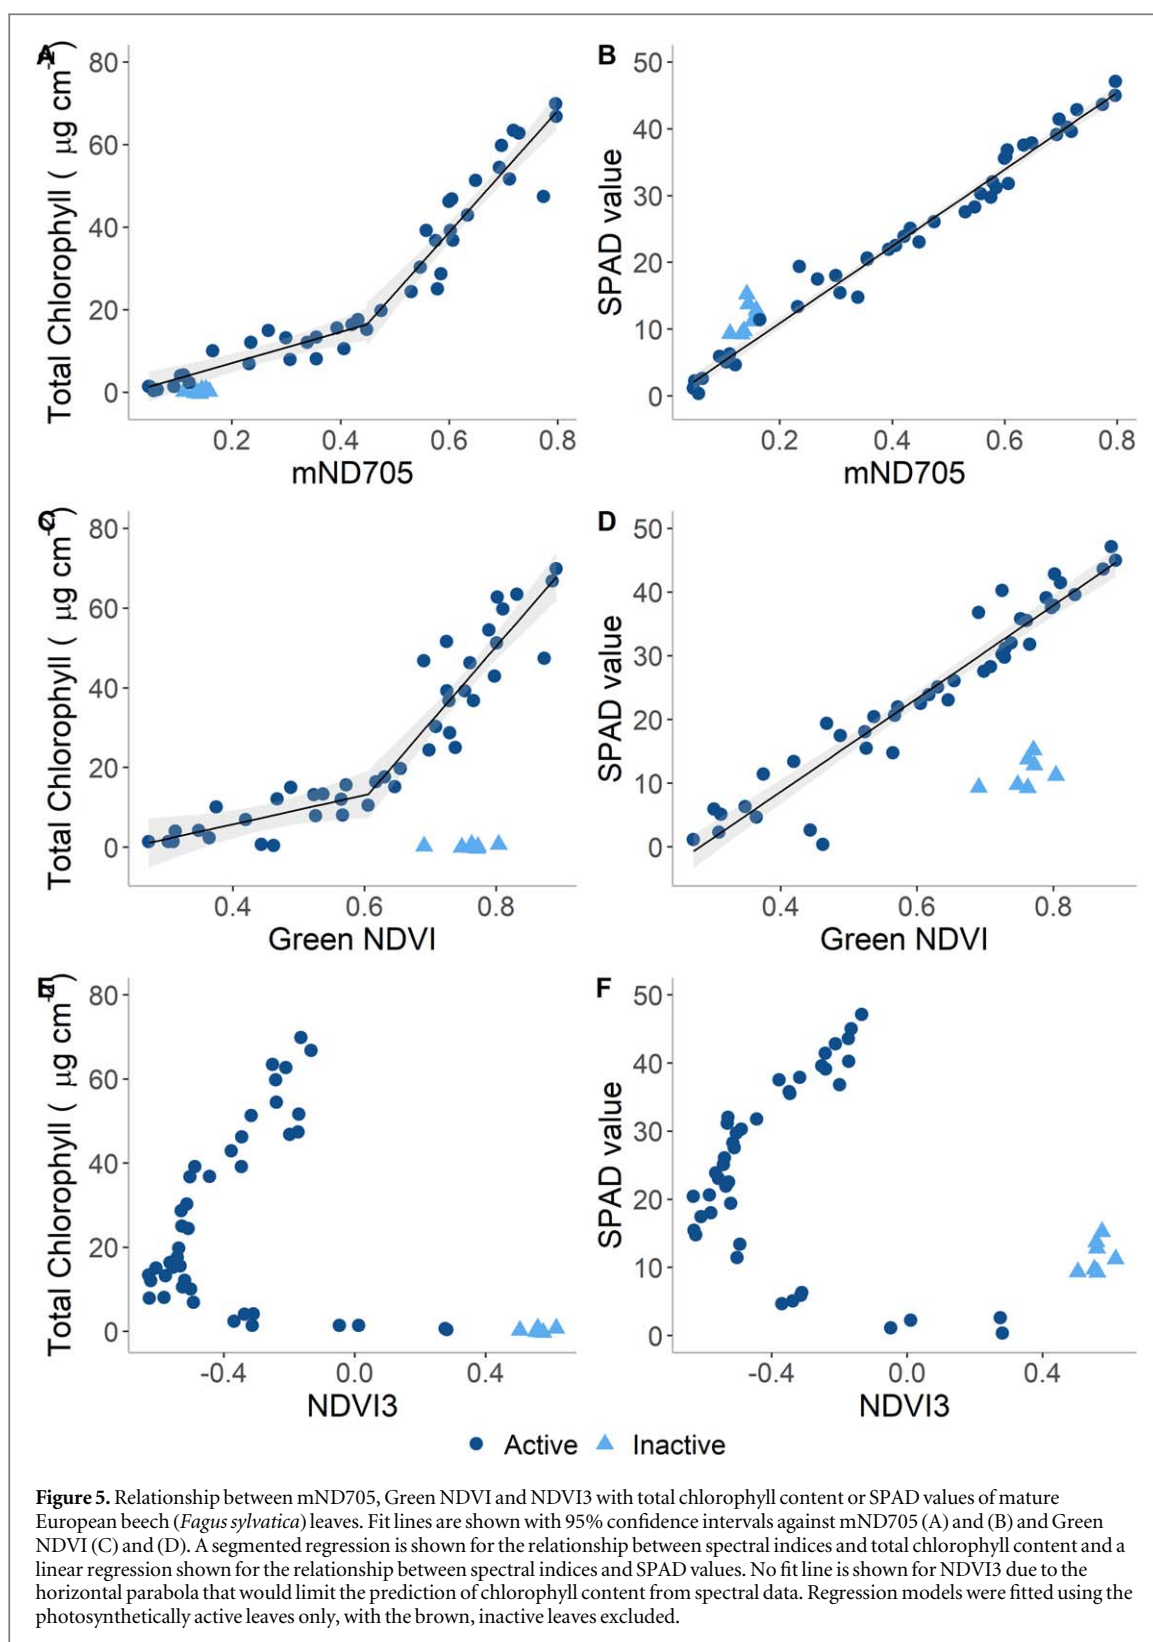 A
B
Total Chlorophyll ( μg cm⁻²)
80
60
40
20
0
0.2 0.4 0.6 0.8
mND705
SPAD value
50
40
30
20
10
0
0.2 0.4 0.6 0.8
mND705
C
D
Total Chlorophyll ( μg cm⁻²)
80
60
40
20
0
0.4 0.6 0.8
Green NDVI
SPAD value
50
40
30
20
10
0
0.4 0.6 0.8
Green NDVI
E
F
Total Chlorophyll ( μg cm⁻²)
80
60
40
20
0
-0.4 0.0 0.4
NDVI3
SPAD value
50
40
30
20
10
0
-0.4 0.0 0.4
NDVI3
Active Inactive
Figure 5. Relationship between mND705, Green NDVI and NDVI3 with total chlorophyll content or SPAD values of mature
European beech (Fagus sylvatica) leaves. Fit lines are shown with 95% confidence intervals against mND705 (A) and (B) and Green
NDVI (C) and (D). A segmented regression is shown for the relationship between spectral indices and total chlorophyll content and a
linear regression shown for the relationship between spectral indices and SPAD values. No fit line is shown for NDVI3 due to the
horizontal parabola that would limit the prediction of chlorophyll content from spectral data. Regression models were fitted using the
photosynthetically active leaves only, with the brown, inactive leaves excluded.